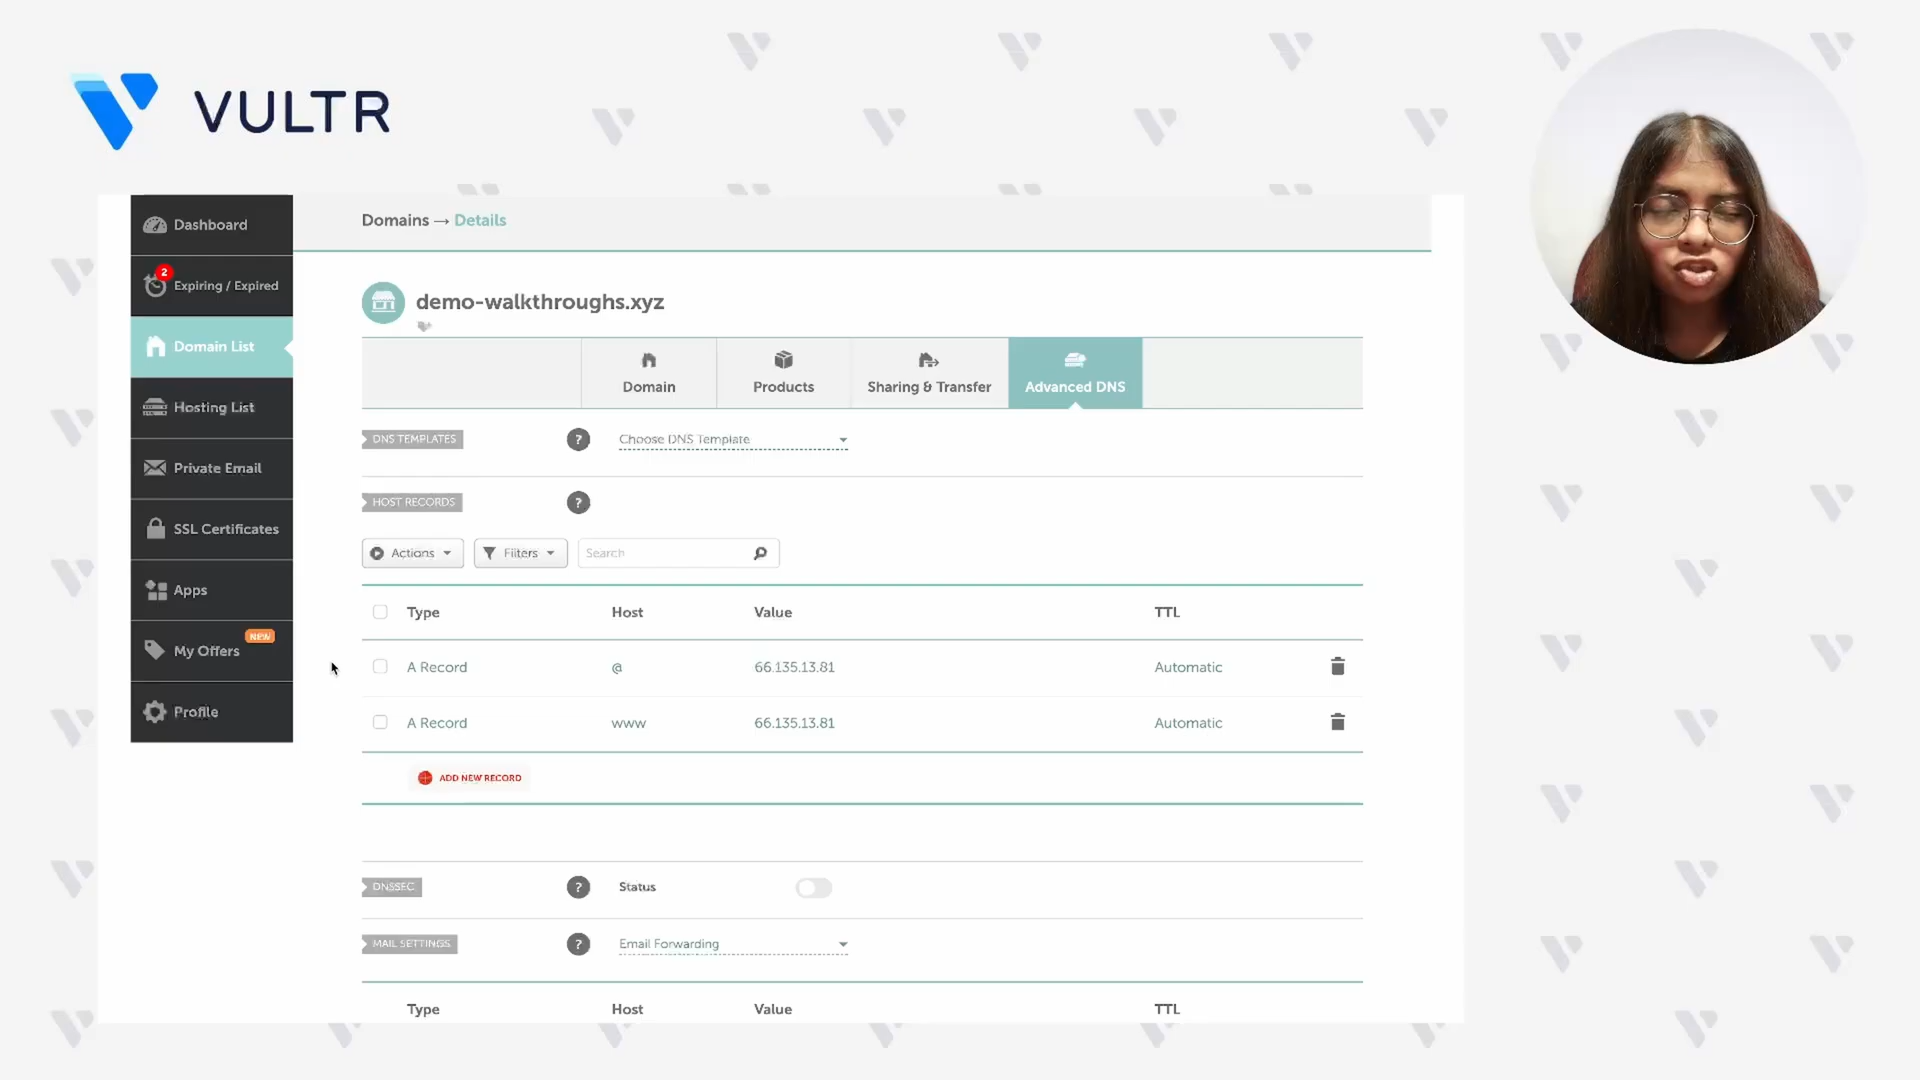 VULTR
Dashboard
2
Expiring / Expired
Domain List
Hosting List
Private Email
SSL Certificates
Apps
NEW
My Offers
Profile
Domains → Details
demo-walkthroughs.xyz
Domain
Products
Sharing & Transfer
Advanced DNS
DNS TEMPLATES
?
Choose DNS Template
HOST RECORDS
?
Actions
Filters
Search
Type Host Value TTL
A Record @ 66.135.13.81 Automatic
A Record www 66.135.13.81 Automatic
ADD NEW RECORD
DNSSEC
?
Status
MAIL SETTINGS
?
Email Forwarding
Type Host Value TTL